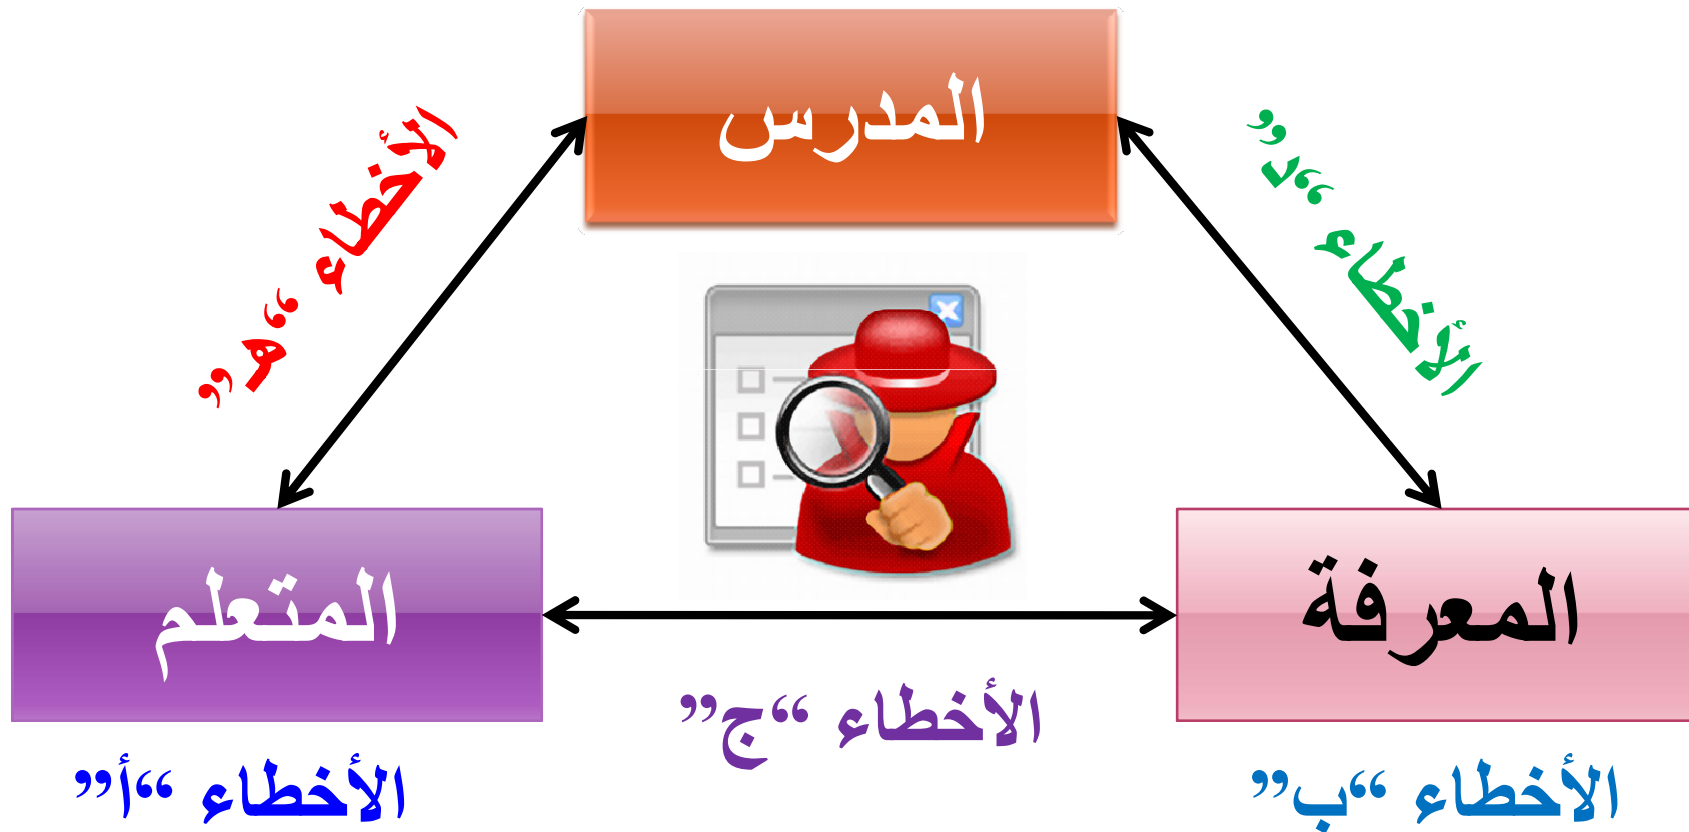 المدرس
الأخطاء “د”
الأخطاء “هـ”
المعرفة
المتعلم
الأخطاء “ج”
الأخطاء “ب”
الأخطاء “أ”